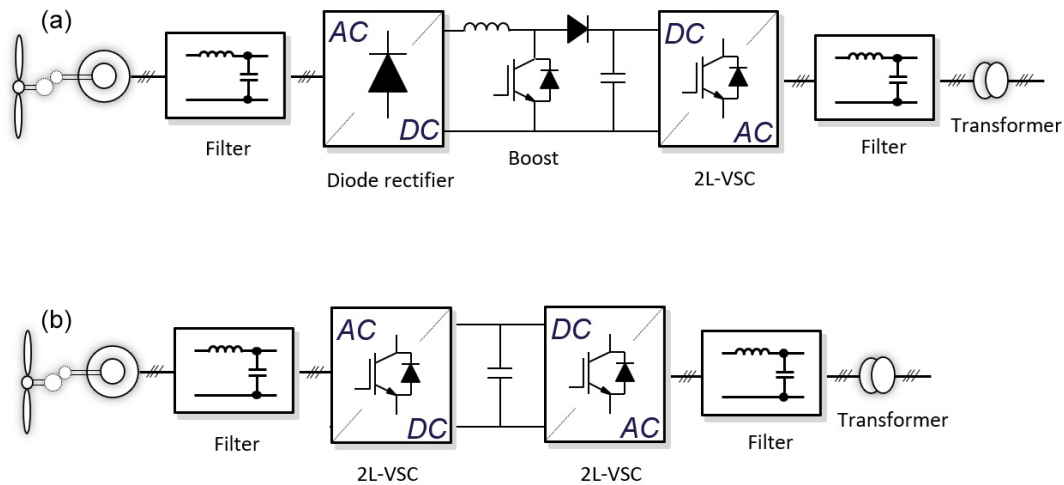 (a)
AC
DC
DC
AC
Filter
Diode rectifier
Boost
2L-VSC
Filter
Transformer
(b)
AC
DC
DC
AC
Filter
2L-VSC
2L-VSC
Filter
Transformer